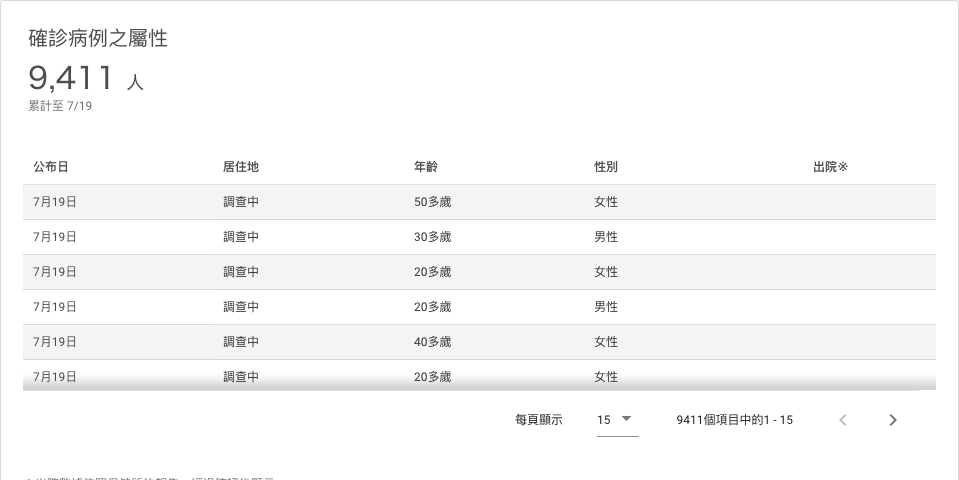 確診病例之屬性
9,411 人
累計至 7/19
公布日 居住地 年齡 性別 出院※
7月19日 調查中 50多歲 女性
7月19日 調查中 30多歲 男性
7月19日 調查中 20多歲 女性
7月19日 調查中 20多歲 男性
7月19日 調查中 40多歲 女性
7月19日 調查中 20多歲 女性
每頁顯示 15 9411個項目中的1 - 15